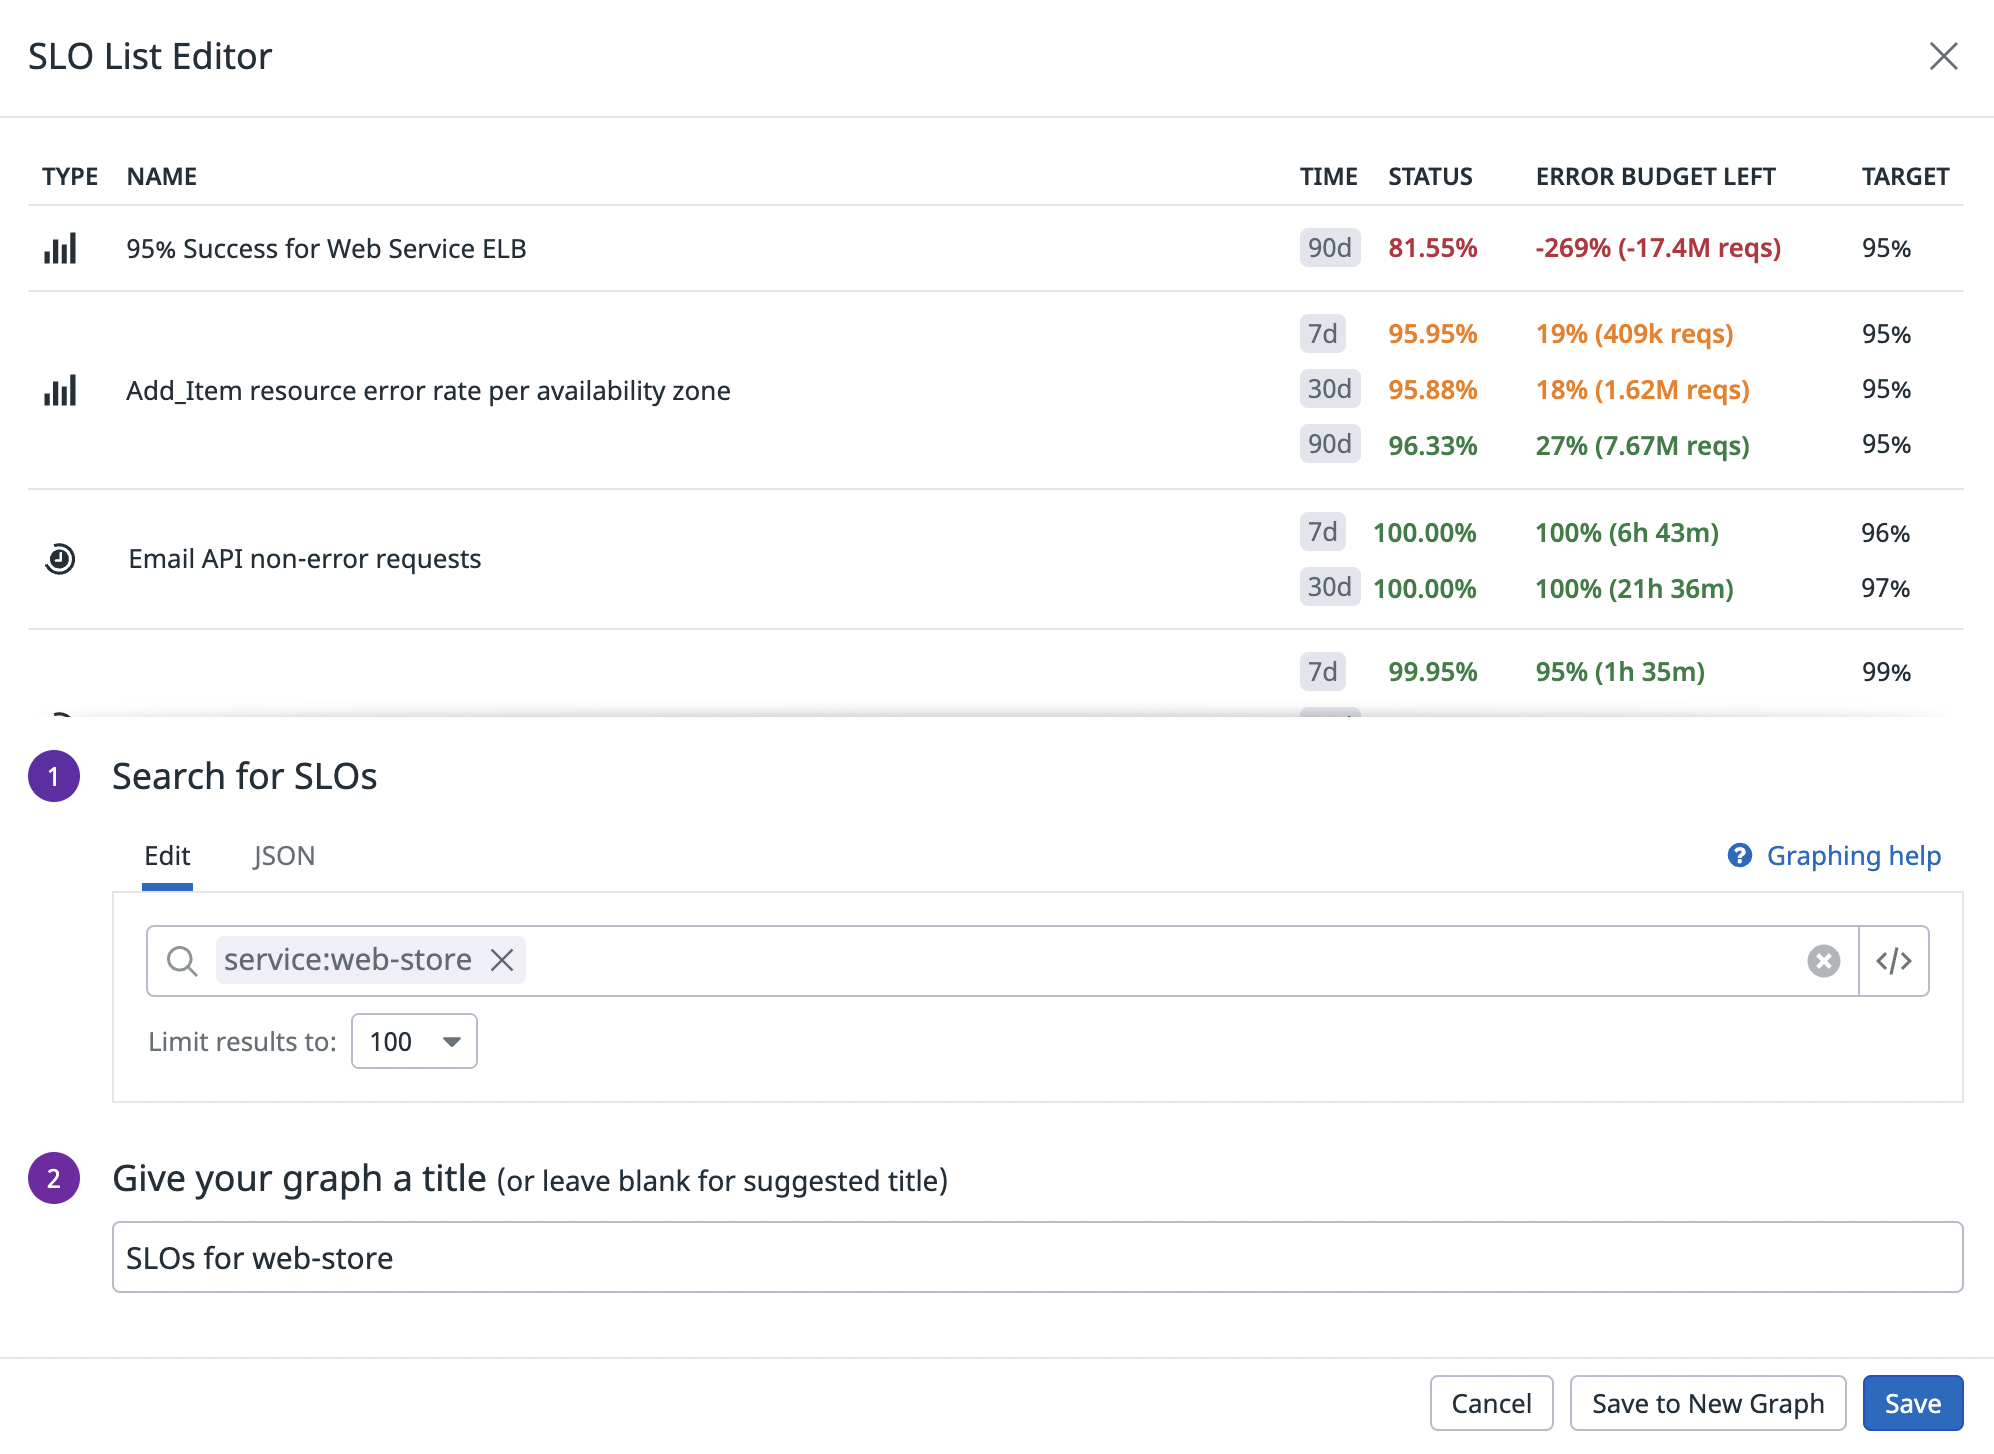 SLO List Editor
TYPE NAME TIME STATUS ERROR BUDGET LEFT TARGET
95% Success for Web Service ELB 90d 81.55% -269% (-17.4M reqs) 95%
7d 95.95% 19% (409k reqs) 95%
Add_Item resource error rate per availability zone 30d 95.88% 18% (1.62M reqs) 95%
90d 96.33% 27% (7.67M reqs) 95%
7d 100.00% 100% (6h 43m) 96%
Email API non-error requests
30d 100.00% 100% (21h 36m) 97%
7d 99.95% 95% (1h 35m) 99%
1 Search for SLOs
Edit JSON ? Graphing help
service:web-store </>
Limit results to: 100
2 Give your graph a title (or leave blank for suggested title)
SLOs for web-store
Cancel Save to New Graph Save